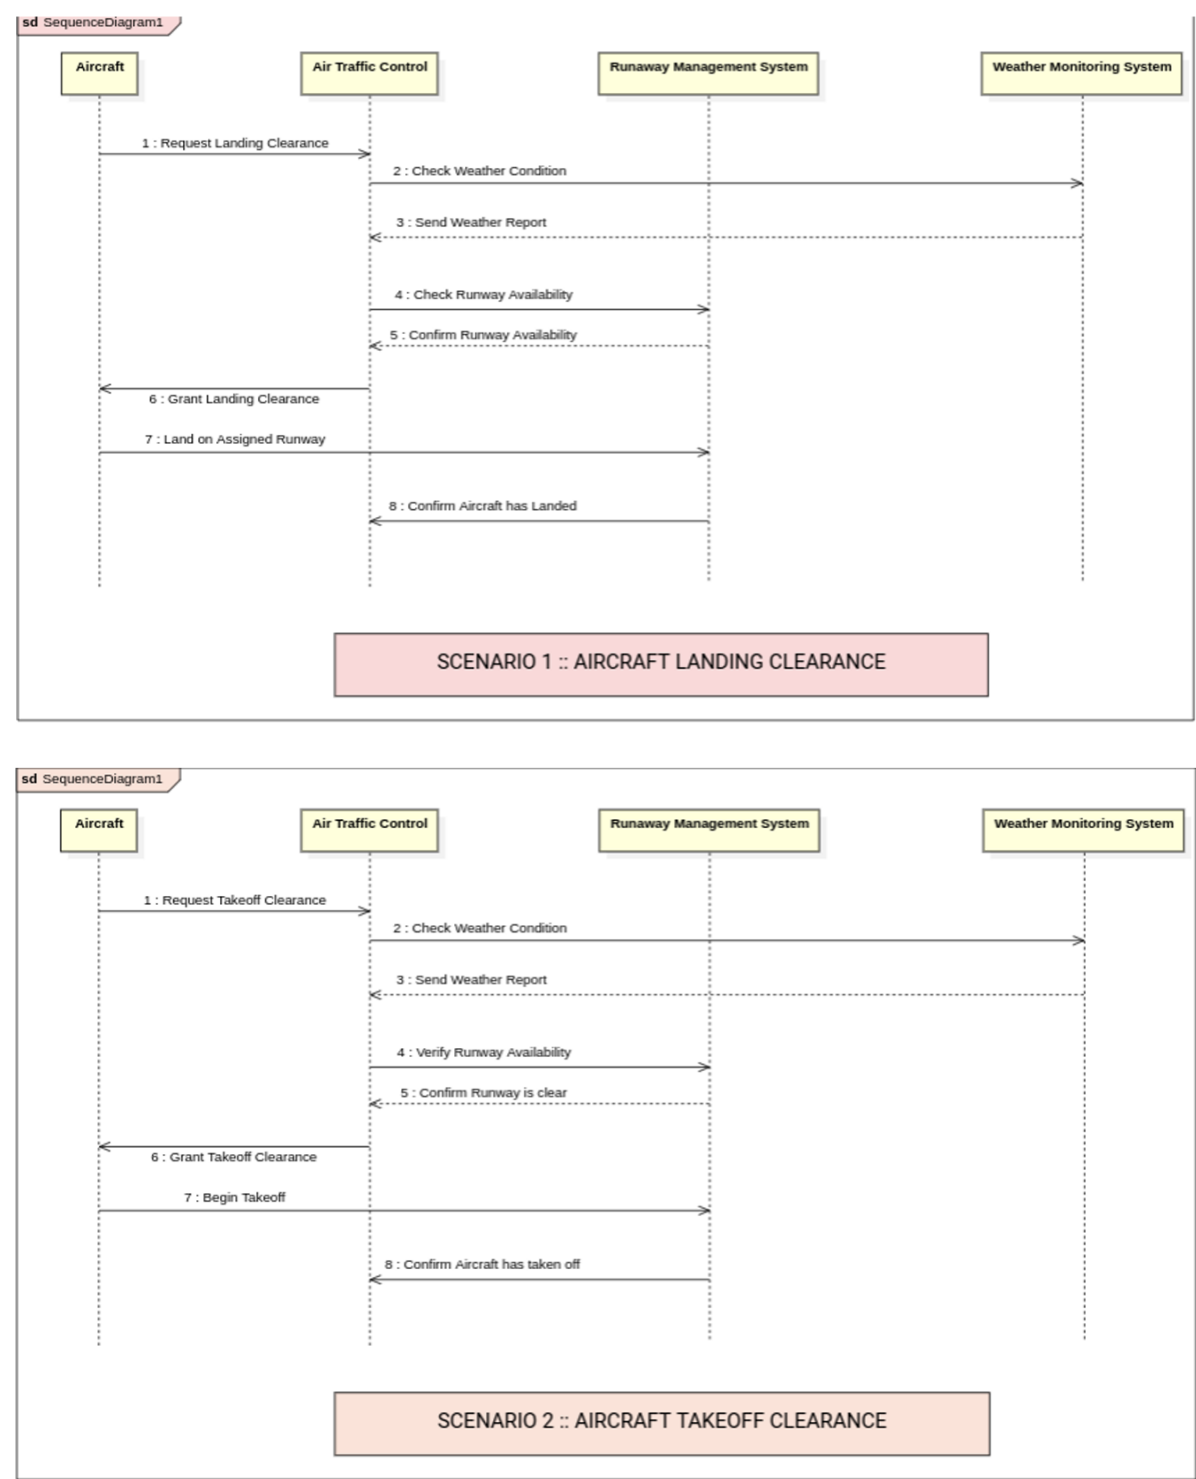 sd SequenceDiagram1
Aircraft
Air Traffic Control
Runaway Management System
Weather Monitoring System
1 : Request Landing Clearance
2 : Check Weather Condition
3 : Send Weather Report
4 : Check Runway Availability
5 : Confirm Runway Availability
6 : Grant Landing Clearance
7 : Land on Assigned Runway
8 : Confirm Aircraft has Landed
SCENARIO 1 :: AIRCRAFT LANDING CLEARANCE
sd SequenceDiagram1
Aircraft
Air Traffic Control
Runaway Management System
Weather Monitoring System
1 : Request Takeoff Clearance
2 : Check Weather Condition
3 : Send Weather Report
4 : Verify Runway Availability
5 : Confirm Runway is clear
6 : Grant Takeoff Clearance
7 : Begin Takeoff
8 : Confirm Aircraft has taken off
SCENARIO 2 :: AIRCRAFT TAKEOFF CLEARANCE